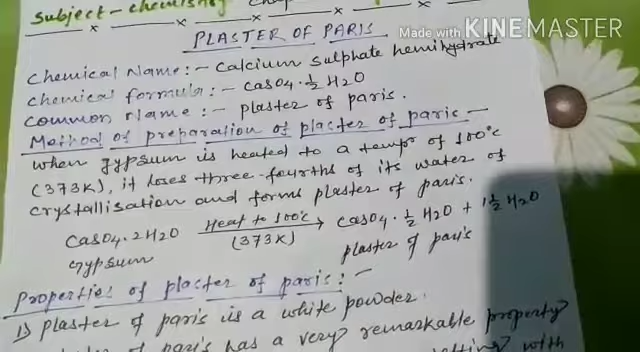 Subject - chemistry
Made with KINEMASTER
PLASTER OF PARIS
Chemical Name :- Calcium sulphate hemihydrate
Chemical formula :- CaSO4 · ½ H2O
Common Name :- Plaster of paris.
Method of preparation of plaster of paris -
When gypsum is heated to a tempr of 100°C
(373K), it loses three-fourths of its water of
crystallisation and forms plaster of paris.
CaSO4 · 2H2O Heat to 100°C (373K) → CaSO4 · ½ H2O + 1½ H2O
Gypsum plaster of paris
Properties of plaster of paris :-
1) Plaster of paris is a white powder.
of paris has a very remarkable property
setting with